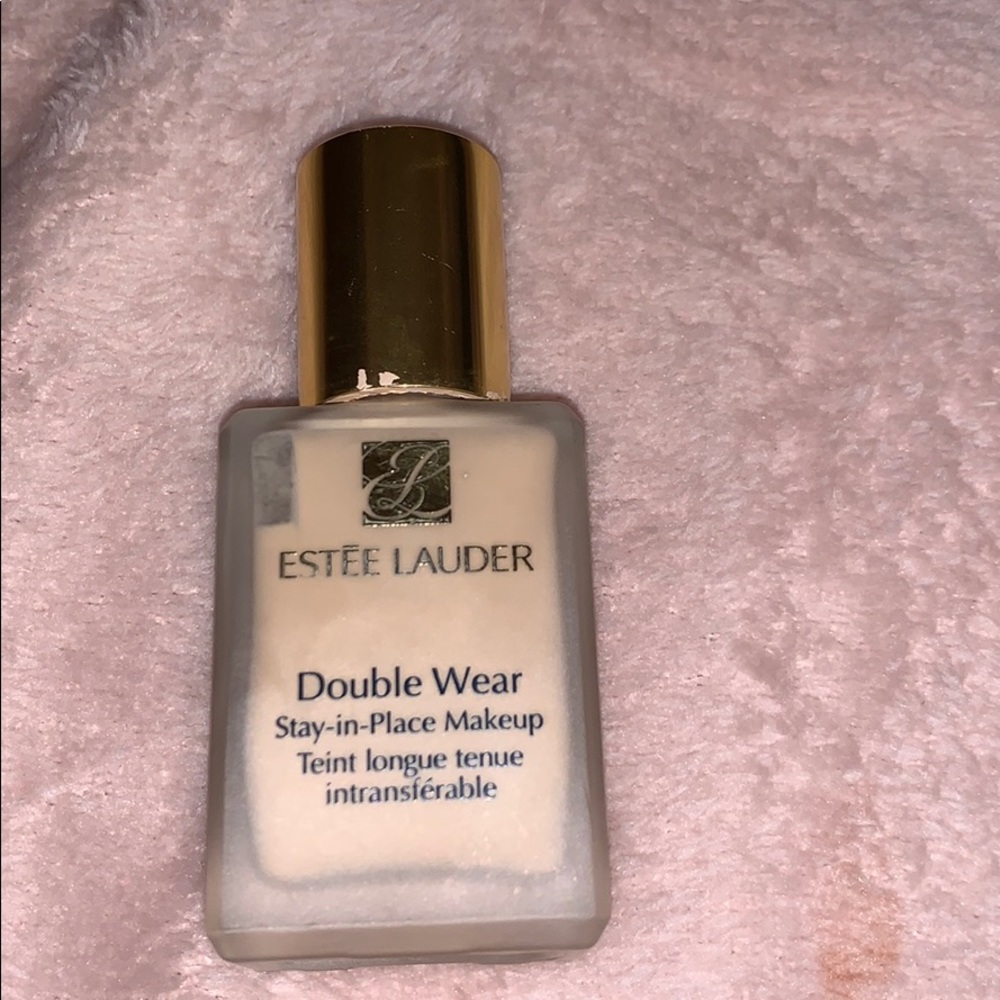 ESTĒE LAUDER
Double Wear
Stay-in-Place Makeup
Teint longue tenue
intransférable